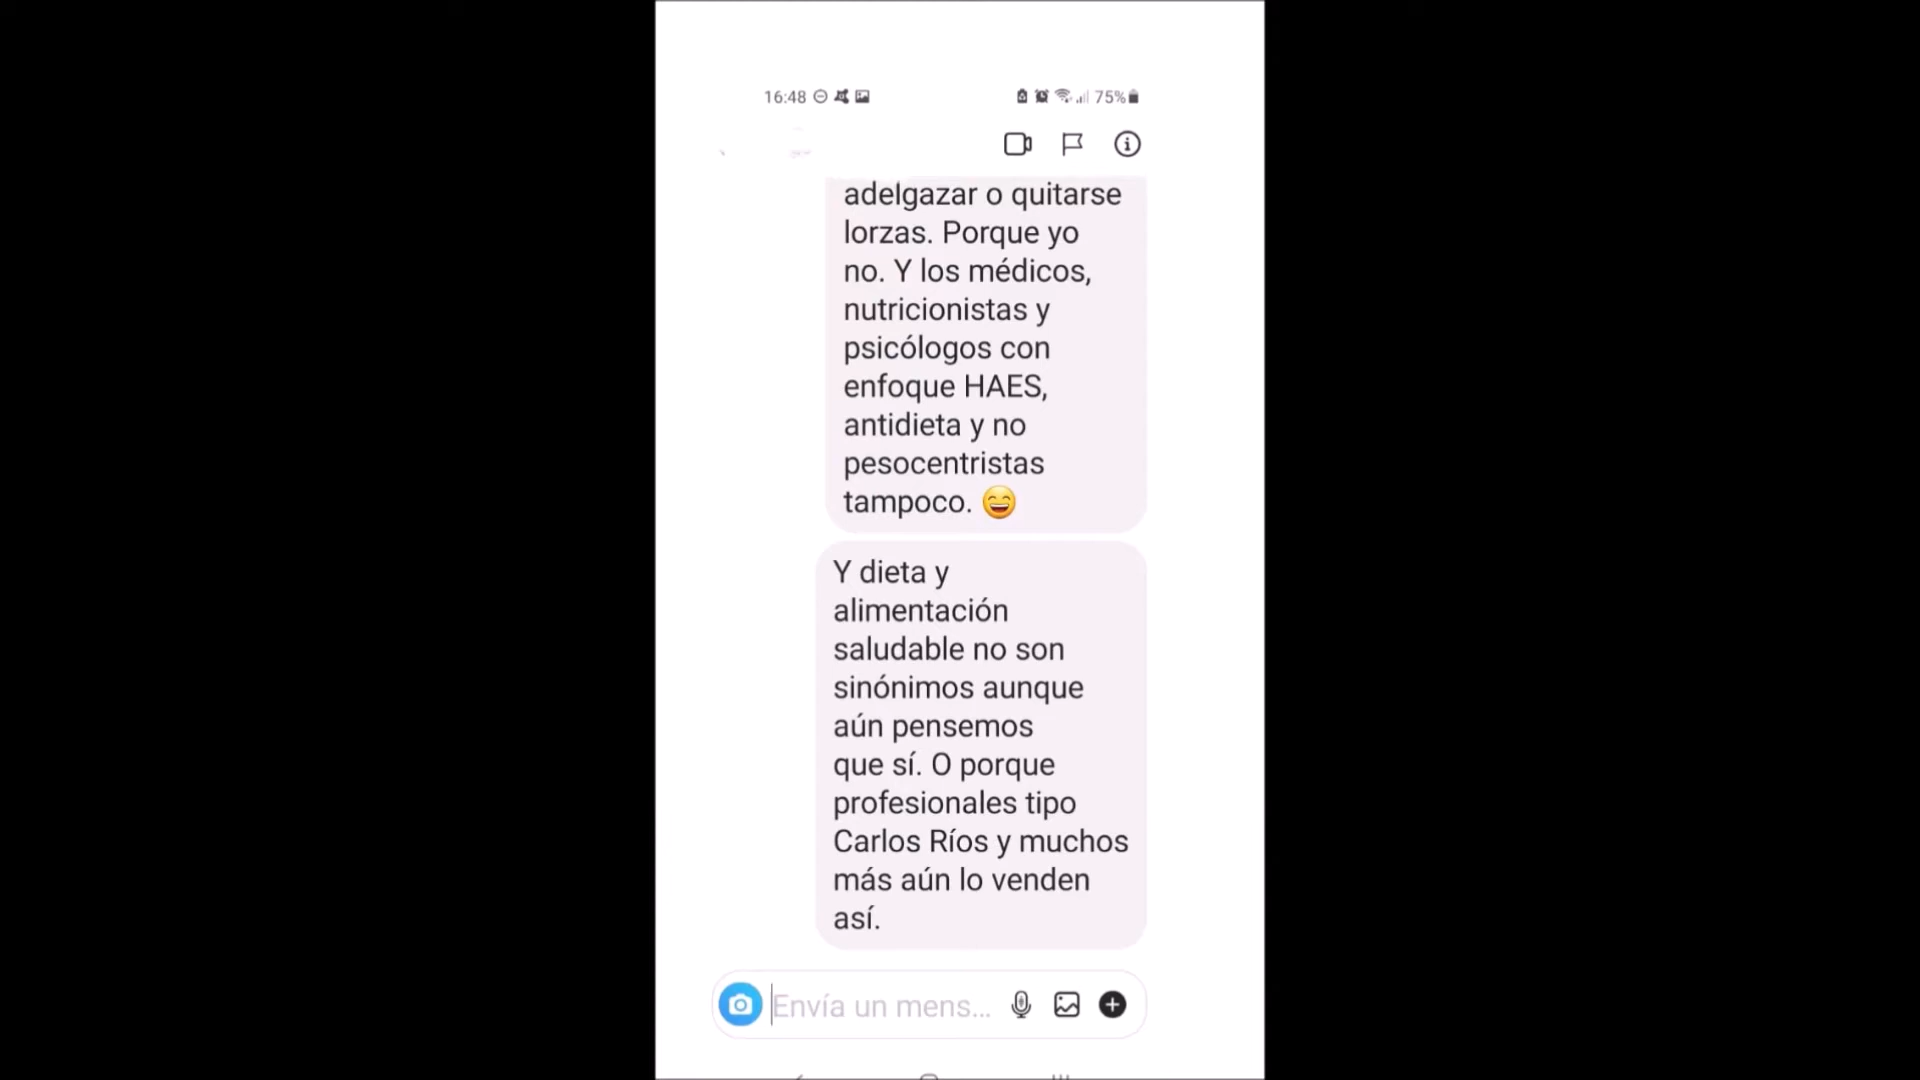 16:48
75%
adelgazar o quitarse
lorzas. Porque yo
no. Y los médicos,
nutricionistas y
psicólogos con
enfoque HAES,
antidieta y no
pesocentristas
tampoco. 😄
Y dieta y
alimentación
saludable no son
sinónimos aunque
aún pensemos
que sí. O porque
profesionales tipo
Carlos Ríos y muchos
más aún lo venden
así.
Envía un mens...